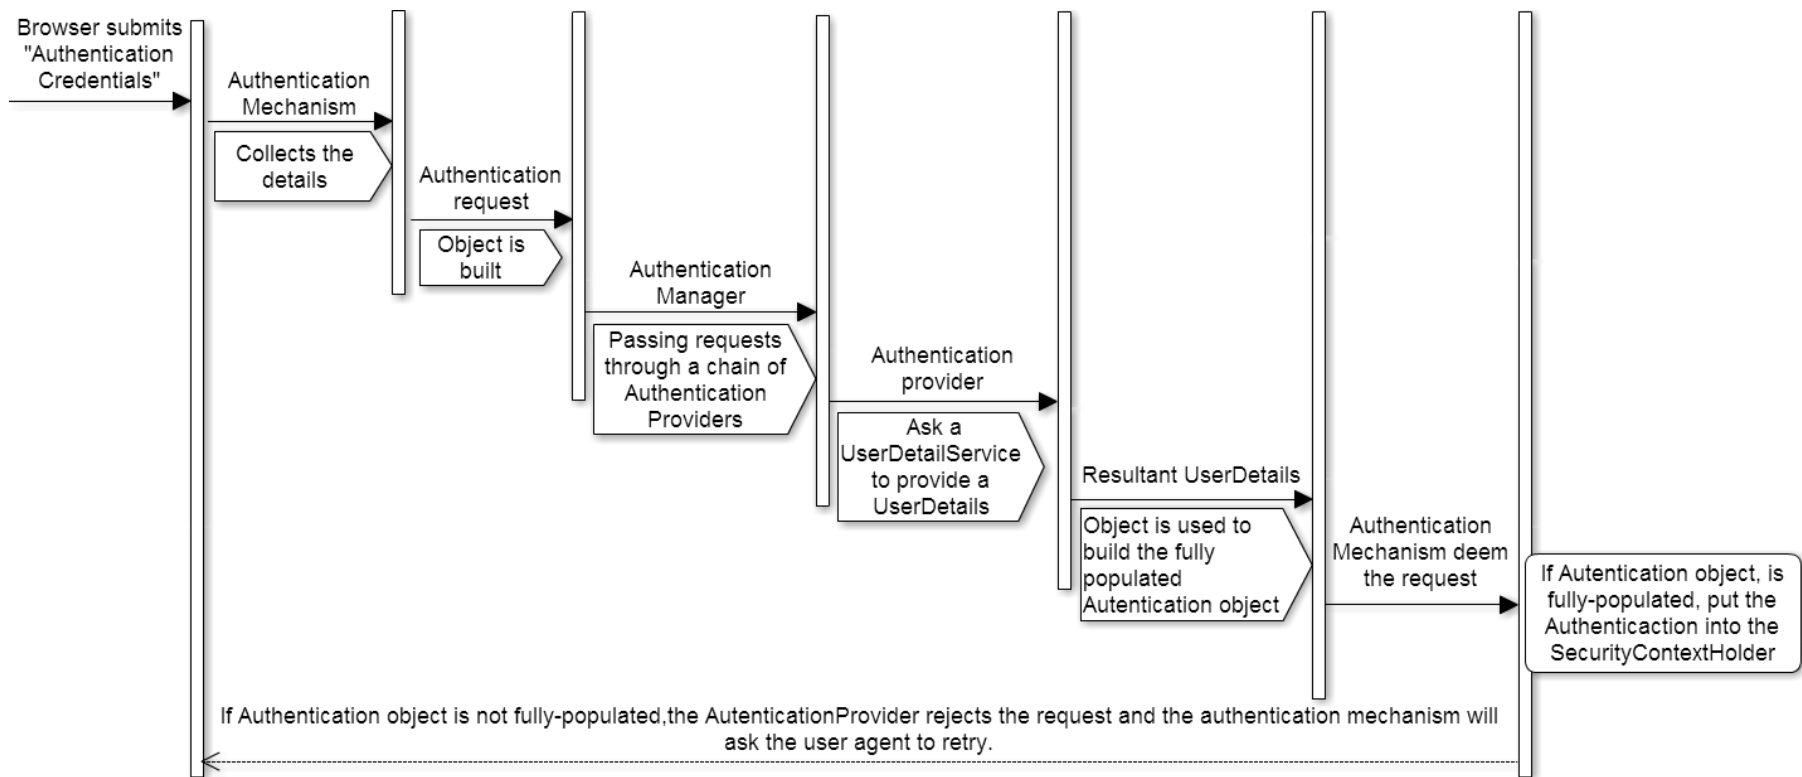 Browser submits
"Authentication
Credentials"
Authentication
Mechanism
Collects the
details
Authentication
request
Object is
built
Authentication
Manager
Passing requests
through a chain of
Authentication
Providers
Authentication
provider
Ask a
UserDetailService
to provide a
UserDetails
Resultant UserDetails
Object is used to
build the fully
populated
Autentication object
Authentication
Mechanism deem
the request
If Autentication object, is
fully-populated, put the
Authenticaction into the
SecurityContextHolder
If Authentication object is not fully-populated,the AutenticationProvider rejects the request and the authentication mechanism will
ask the user agent to retry.